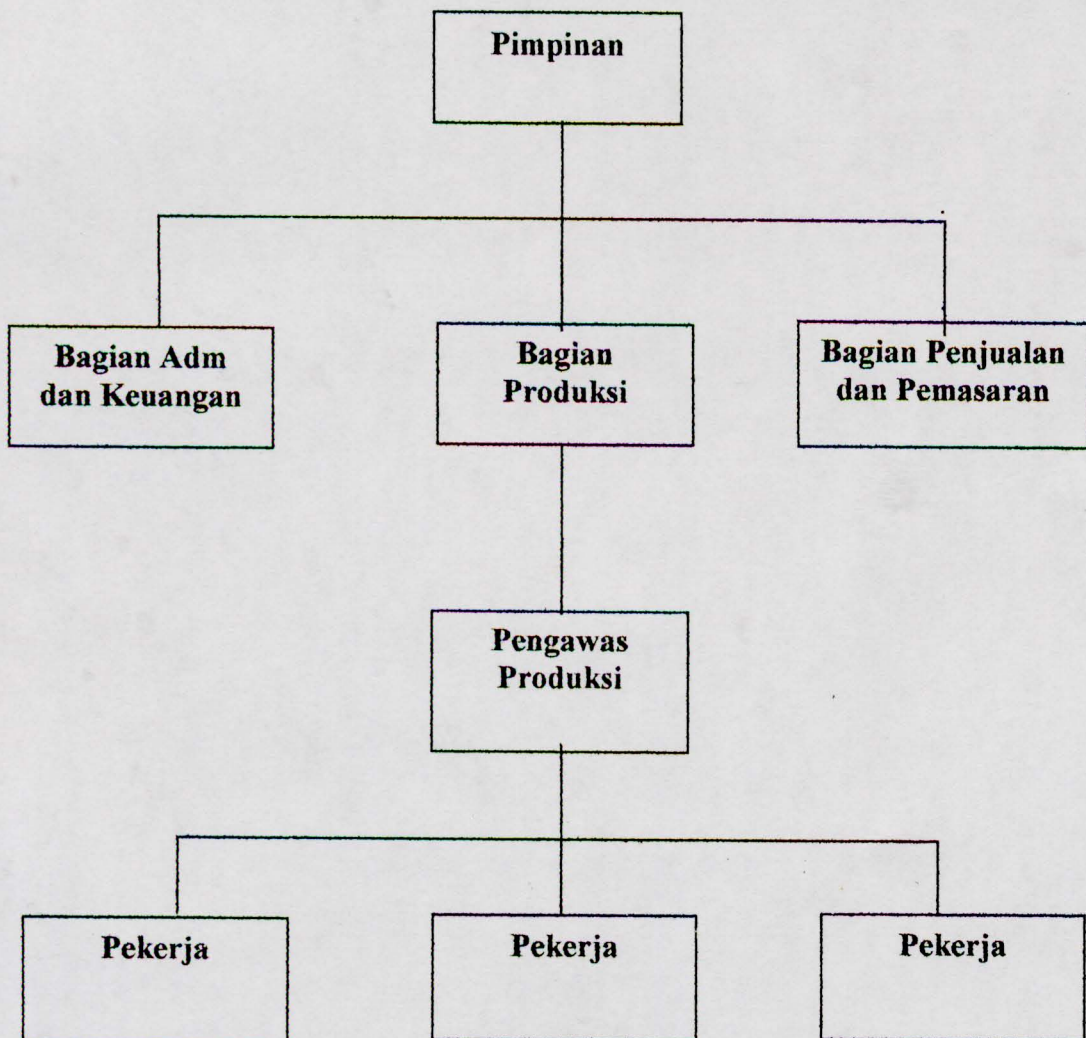 Pimpinan
Bagian Adm
dan Keuangan
Bagian
Produksi
Bagian Penjualan
dan Pemasaran
Pengawas
Produksi
Pekerja
Pekerja
Pekerja